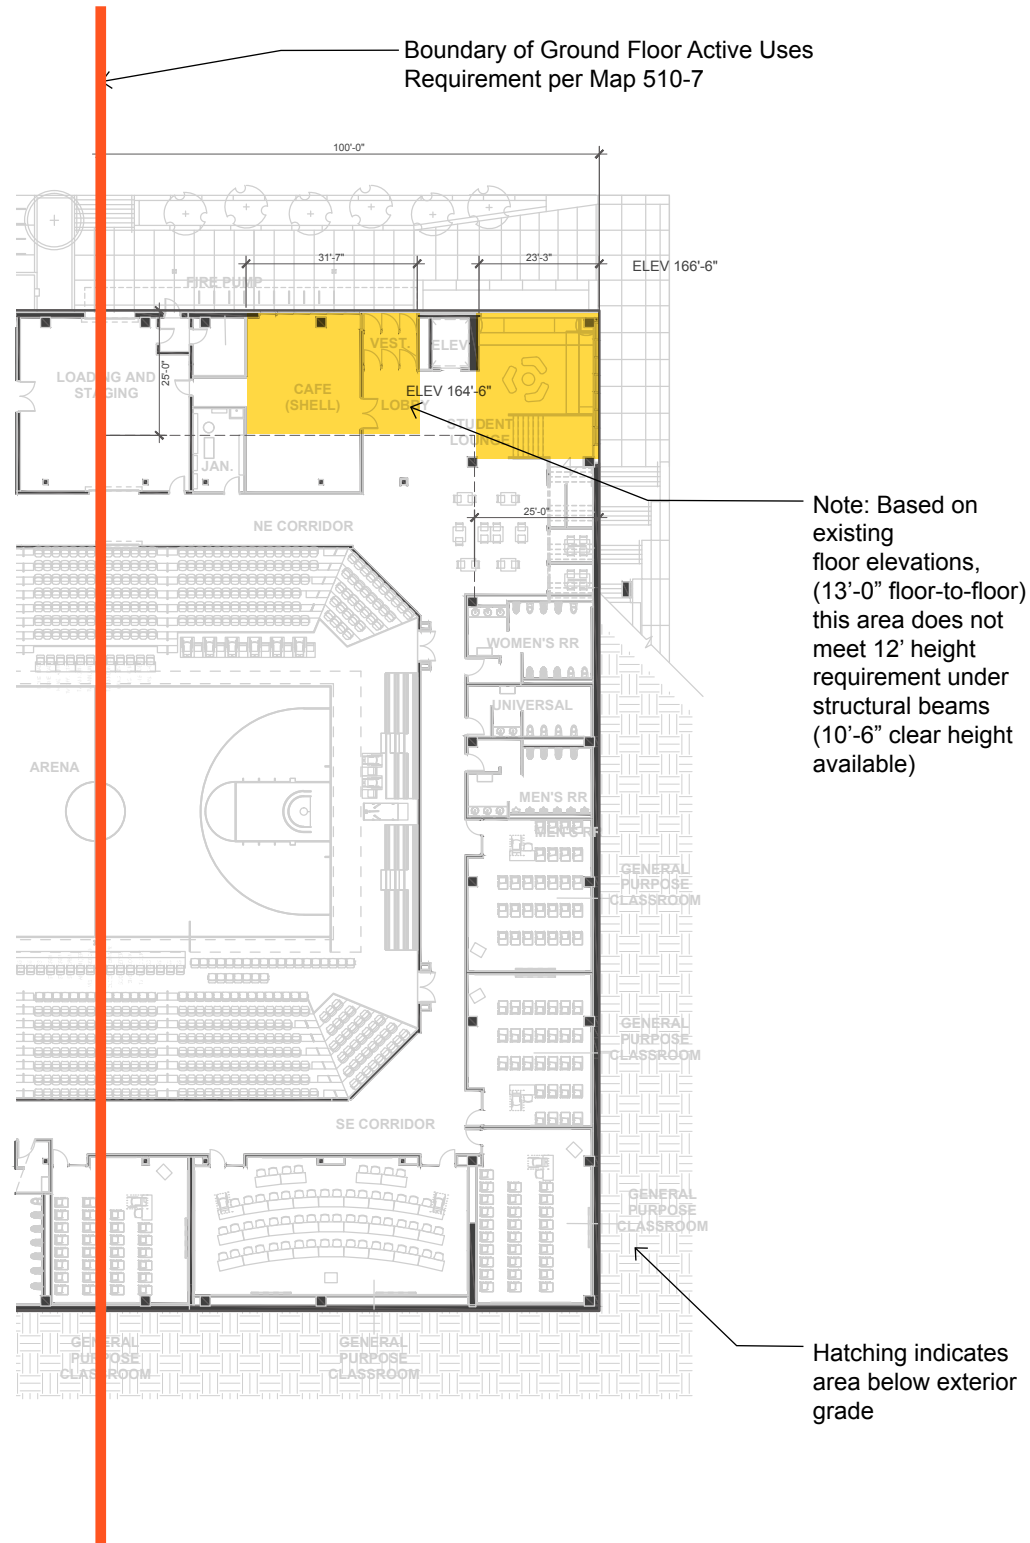 Boundary of Ground Floor Active Uses
Requirement per Map 510-7
100'-0"
31'-7"
23'-3"
ELEV 166'-6"
FIRE PUMP
VEST.
ELEV
LOADING AND
STAGING
25'-0"
CAFE
(SHELL)
ELEV 164'-6"
LOBBY
STUDENT
LOUNGE
JAN.
25'-0"
NE CORRIDOR
Note: Based on
existing
floor elevations,
(13’-0” floor-to-floor)
this area does not
meet 12’ height
requirement under
structural beams
(10’-6” clear height
available)
WOMEN'S RR
UNIVERSAL
ARENA
MEN'S RR
MEN'S RR
GENERAL
PURPOSE
CLASSROOM
GENERAL
PURPOSE
CLASSROOM
SE CORRIDOR
GENERAL
PURPOSE
CLASSROOM
GENERAL
PURPOSE
CLASSROOM
GENERAL
PURPOSE
CLASSROOM
Hatching indicates
area below exterior
grade